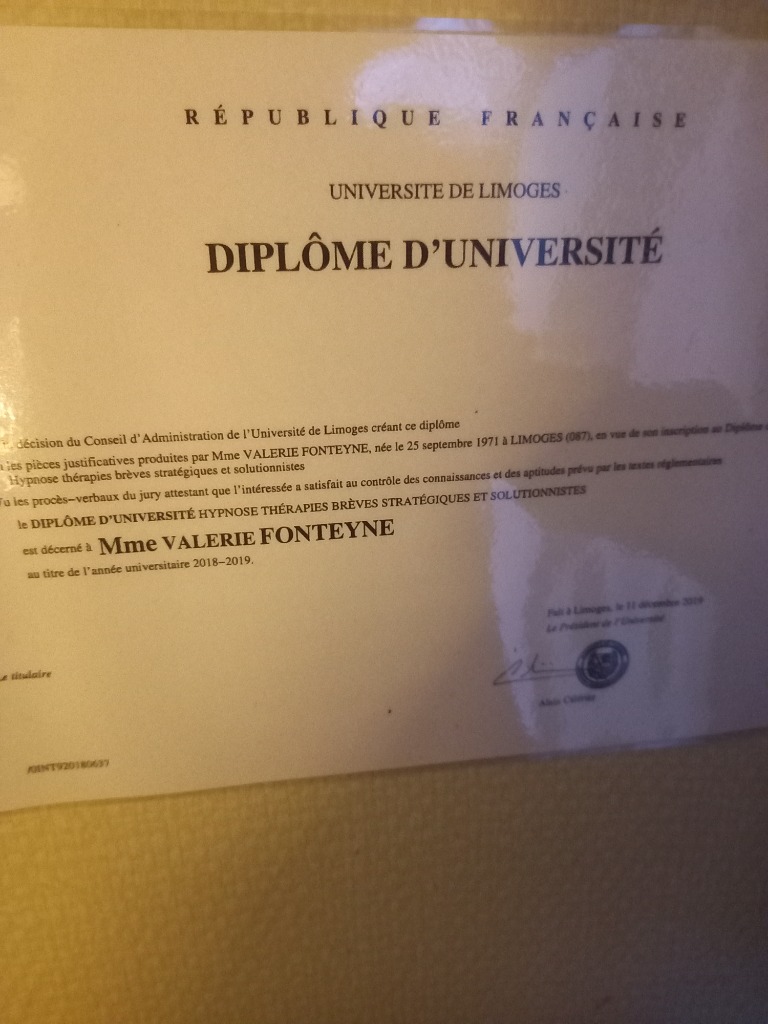 RÉPUBLIQUE FRANÇAISE
UNIVERSITE DE LIMOGES
DIPLÔME D'UNIVERSITÉ
décision du Conseil d'Administration de l'Université de Limoges créant ce diplôme
les pièces justificatives produites par Mme VALERIE FONTEYNE, née le 25 septembre 1971 à LIMOGES (087), en vue de son inscription au Diplôme
Hypnose thérapies brèves stratégiques et solutionnistes
Vu les procès–verbaux du jury attestant que l'intéressée a satisfait au contrôle des connaissances et des aptitudes prévu par les textes réglementaires
le DIPLÔME D'UNIVERSITÉ HYPNOSE THÉRAPIES BRÈVES STRATÉGIQUES ET SOLUTIONNISTES
est décerné à Mme VALERIE FONTEYNE
au titre de l'année universitaire 2018–2019.
Fait à Limoges, le 11 décembre 2019
Le Président de l'Université
Le titulaire
Alain